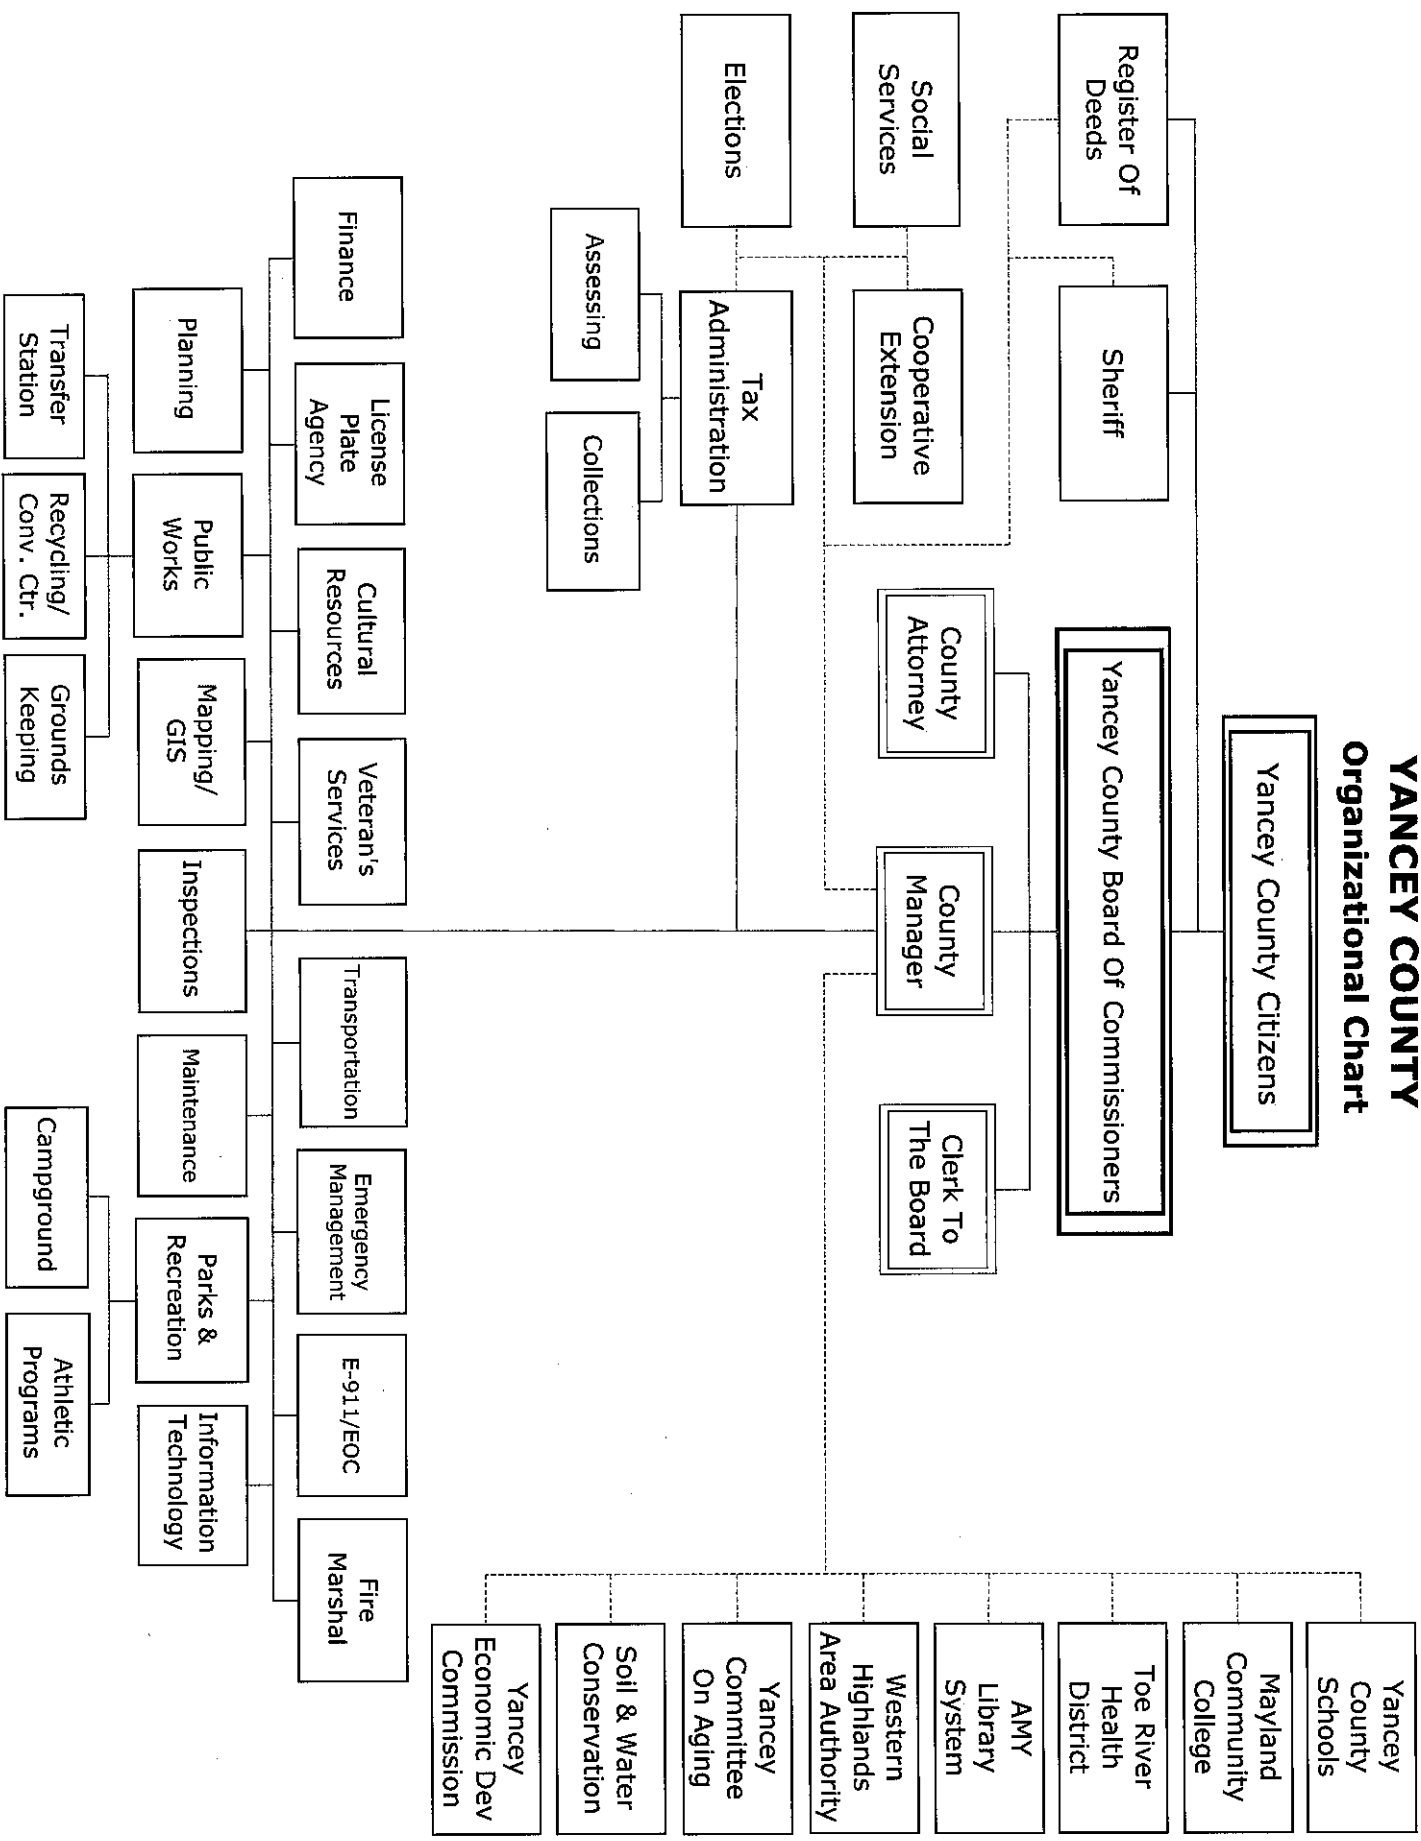 YANCEY COUNTY
Organizational Chart
Yancey County Citizens
Register Of
Deeds
Sheriff
Yancey County Board Of Commissioners
Social
Services
Cooperative
Extension
County
Attorney
County
Manager
Clerk To
The Board
Elections
Tax
Administration
Assessing
Collections
Yancey
County
Schools
Mayland
Community
College
Toe River
Health
District
AMY
Library
System
Western
Highlands
Area Authority
Yancey
Committee
On Aging
Soil & Water
Conservation
Yancey
Economic Dev
Commission
Finance
License
Plate
Agency
Cultural
Resources
Veteran's
Services
Transportation
Emergency
Management
E-911/EOC
Fire
Marshal
Planning
Public
Works
Mapping/
GIS
Inspections
Maintenance
Parks &
Recreation
Information
Technology
Transfer
Station
Recycling/
Conv. Ctr.
Grounds
Keeping
Campground
Athletic
Programs